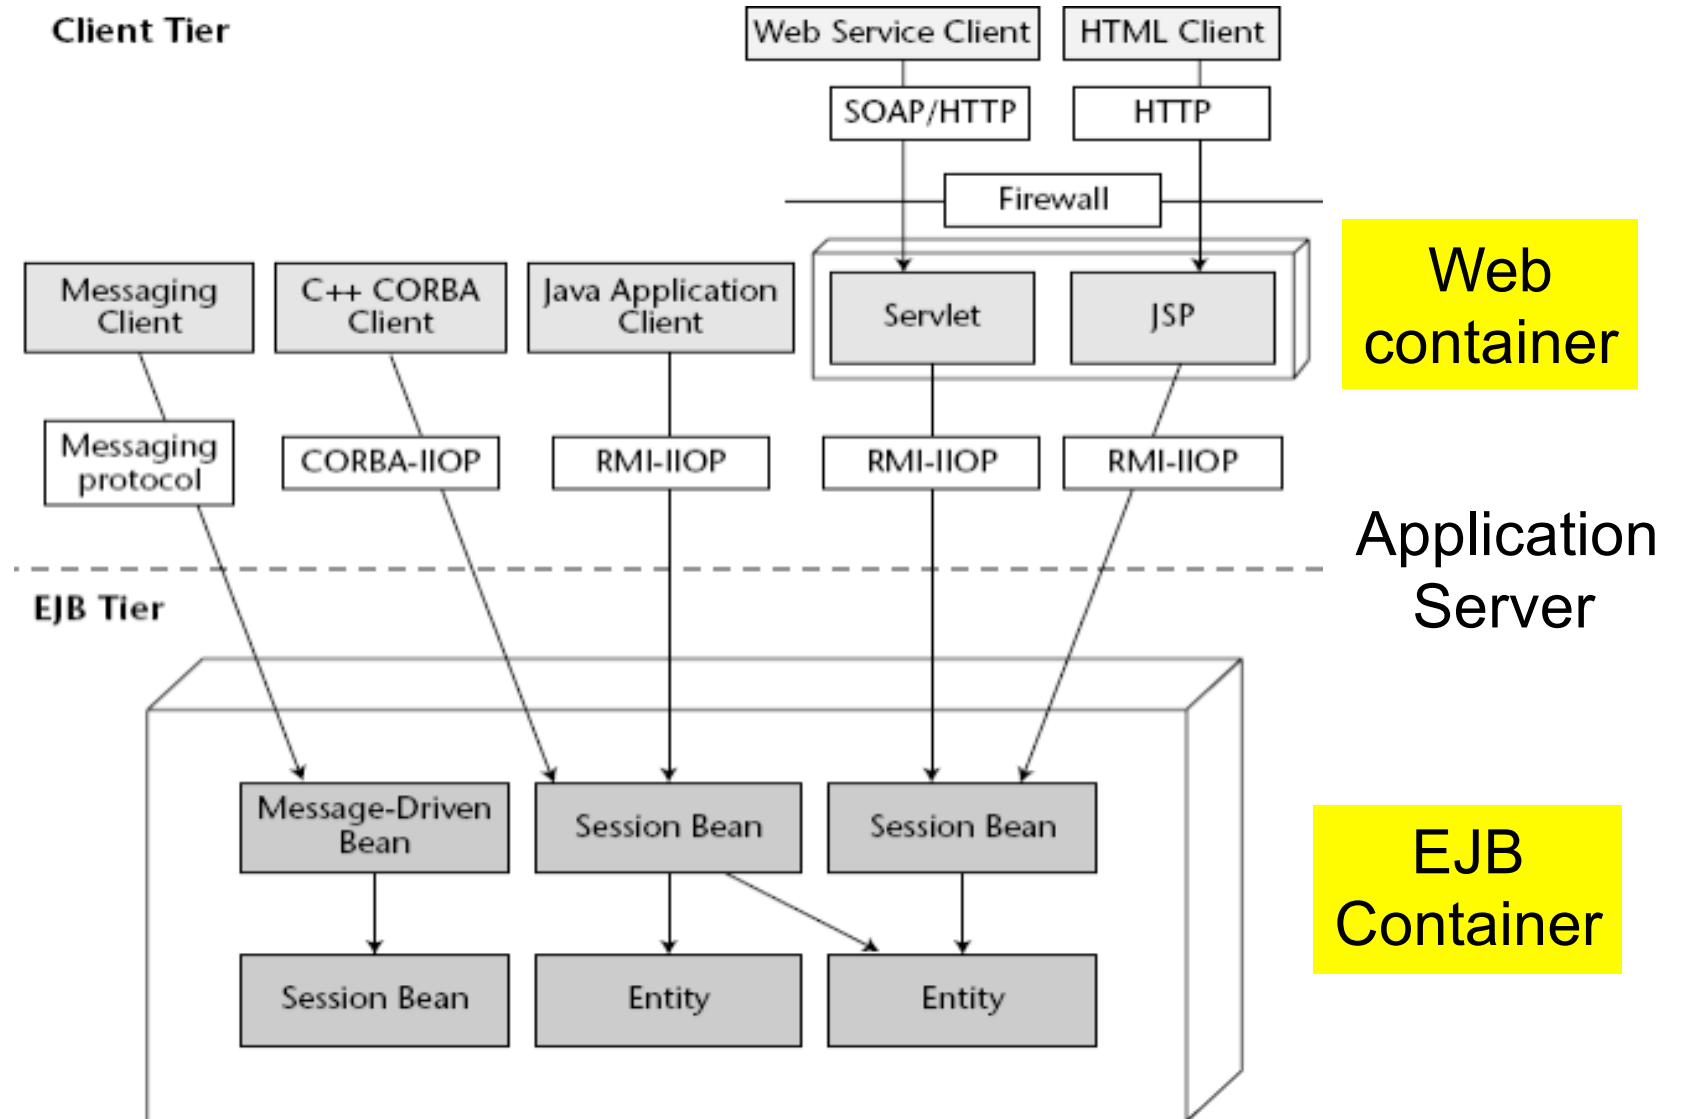 Client Tier
Web Service Client
HTML Client
SOAP/HTTP
HTTP
Firewall
Web
container
Messaging
Client
C++ CORBA
Client
Java Application
Client
Servlet
JSP
Messaging
protocol
CORBA-IIOP
RMI-IIOP
RMI-IIOP
RMI-IIOP
Application
Server
EJB Tier
Message-Driven
Bean
Session Bean
Session Bean
EJB
Container
Session Bean
Entity
Entity